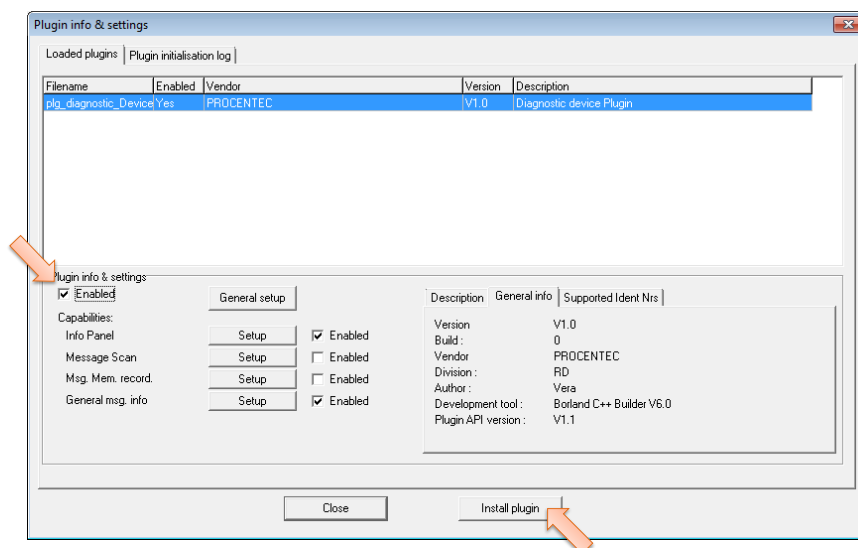 Plugin info & settings
Loaded plugins Plugin initialisation log
Filename Enabled Vendor Version Description
plg_diagnostic_Device Yes PROCENTEC V1.0 Diagnostic device Plugin
Plugin info & settings
Enabled General setup
Capabilities:
Info Panel Setup Enabled
Message Scan Setup Enabled
Msg. Mem. record. Setup Enabled
General msg. info Setup Enabled
Description General info Supported Ident Nrs
Version V1.0
Build : 0
Vendor PROCENTEC
Division : RD
Author : Vera
Development tool : Borland C++ Builder V6.0
Plugin API version : V1.1
Close Install plugin